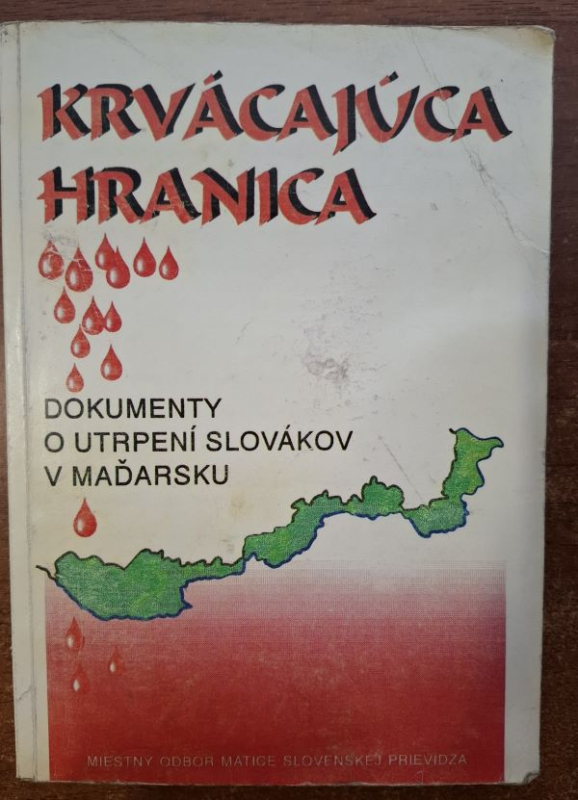 KRVÁCAJÚCA
HRANICA
DOKUMENTY
O UTRPENÍ SLOVÁKOV
V MAĎARSKU
MIESTNY ODBOR MATICE SLOVENSKEJ PRIEVIDZA